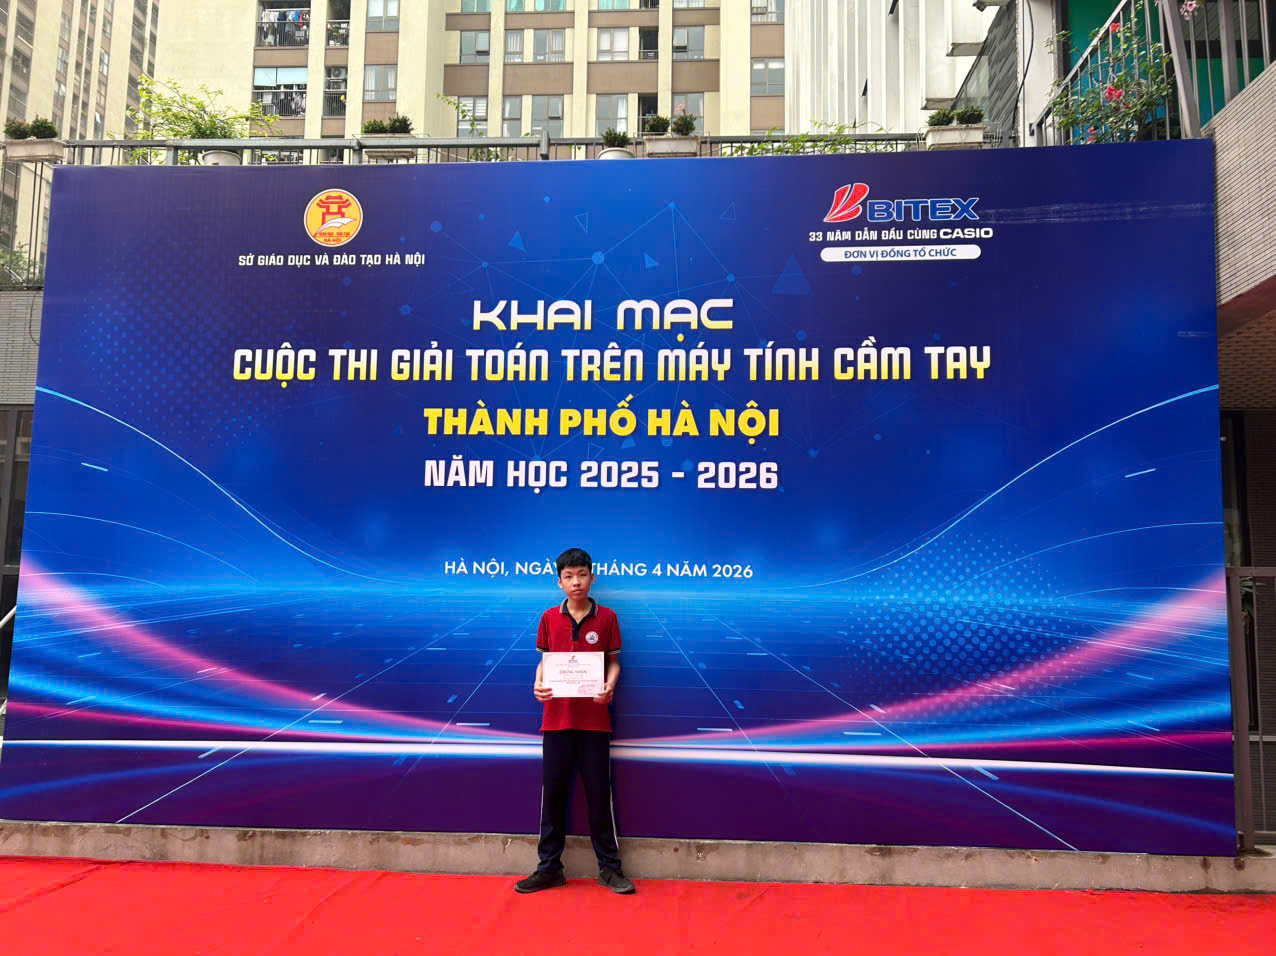 SỞ GIÁO DỤC VÀ ĐÀO TẠO HÀ NỘI
BITEX
33 NĂM DẪN ĐẦU CÙNG CASIO
ĐƠN VỊ ĐỒNG TỔ CHỨC
KHAI MẠC
CUỘC THI GIẢI TOÁN TRÊN MÁY TÍNH CẦM TAY
THÀNH PHỐ HÀ NỘI
NĂM HỌC 2025 - 2026
HÀ NỘI, NGÀY THÁNG 4 NĂM 2026